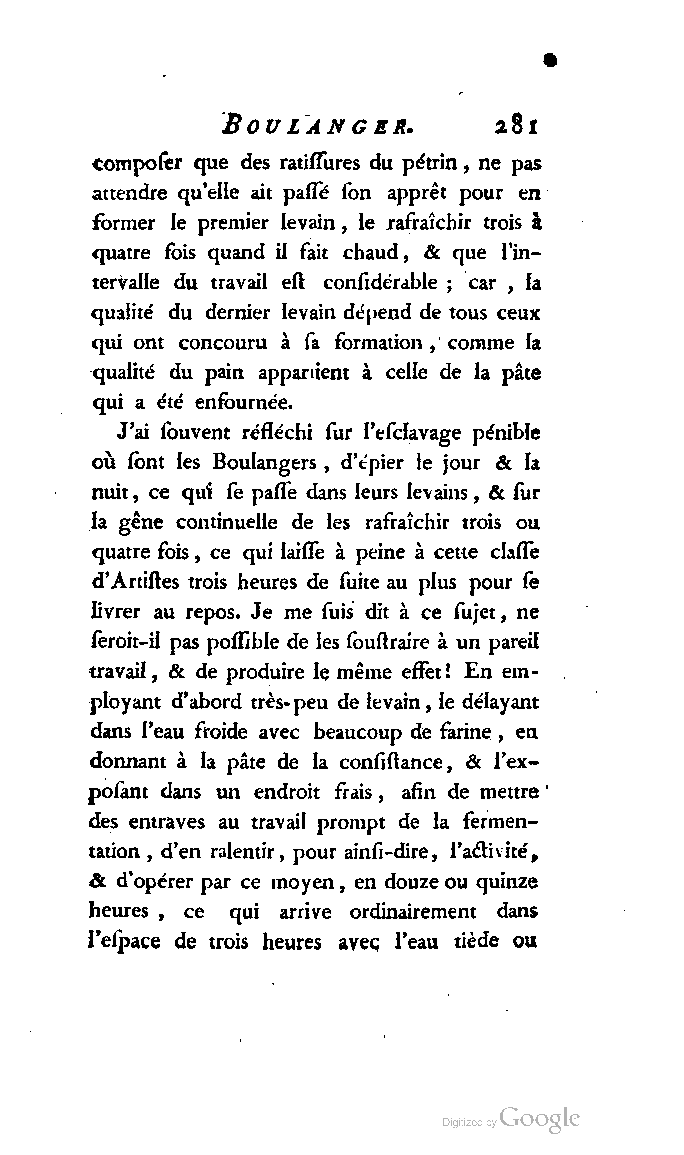 BOULANGER. 281
compoſer que des ratiſſures du pétrin, ne pas
attendre qu'elle ait paſſé ſon apprêt pour en
former le premier levain, le rafraîchir trois à
quatre fois quand il fait chaud, & que l'in-
tervalle du travail eſt conſidérable ; car, la
qualité du dernier levain dépend de tous ceux
qui ont concouru à ſa formation, comme la
qualité du pain appartient à celle de la pâte
qui a été enfournée.
J'ai ſouvent réfléchi ſur l'eſclavage pénible
où ſont les Boulangers, d'épier le jour & la
nuit, ce qui ſe paſſe dans leurs levains, & ſur
la gêne continuelle de les rafraîchir trois ou
quatre fois, ce qui laiſſe à peine à cette claſſe
d'Artiſtes trois heures de ſuite au plus pour ſe
livrer au repos. Je me ſuis dit à ce ſujet, ne
ſeroit-il pas poſſible de les ſouſtraire à un pareil
travail, & de produire le même effet! En em-
ployant d'abord très-peu de levain, le délayant
dans l'eau froide avec beaucoup de farine, en
donnant à la pâte de la conſiſtance, & l'ex-
poſant dans un endroit frais, afin de mettre
des entraves au travail prompt de la fermen-
tation, d'en ralentir, pour ainſi-dire, l'activité,
& d'opérer par ce moyen, en douze ou quinze
heures, ce qui arrive ordinairement dans
l'eſpace de trois heures avec l'eau tiède ou
Digitized by Google